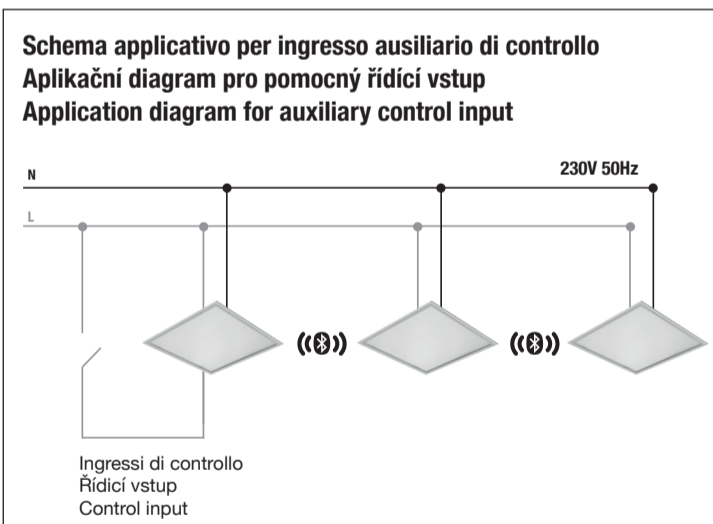 Schema applicativo per ingresso ausiliario di controllo
Aplikační diagram pro pomocný řídící vstup
Application diagram for auxiliary control input
230V 50Hz
N
L
Ingressi di controllo
Řídicí vstup
Control input